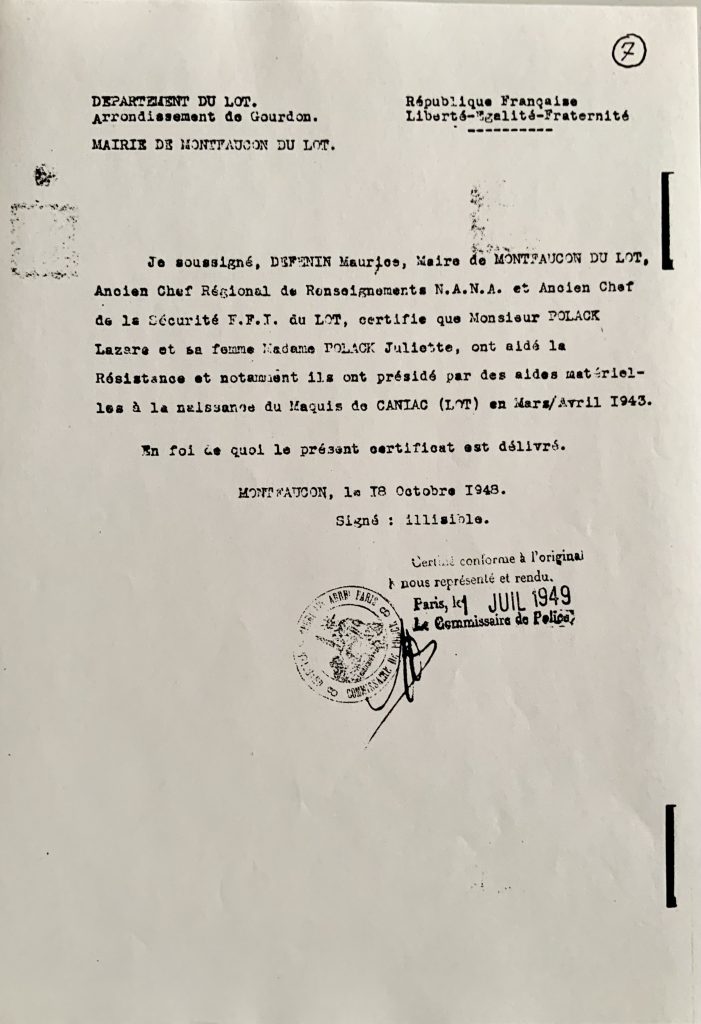 7
DEPARTEMENT DU LOT.
Arrondissement de Gourdon.
République Française
Liberté-Egalité-Fraternité
----------
MAIRIE DE MONTFAUCON DU LOT.
Je soussigné, DEFENIN Maurice, Maire de MONTFAUCON DU LOT,
Ancien Chef Régional de Renseignements N.A.N.A. et Ancien Chef
de la Sécurité F.F.I. du LOT, certifie que Monsieur POLACK
Lazare et sa femme Madame POLACK Juliette, ont aidé la
Résistance et notamment ils ont présidé par des aides matériel-
les à la naissance du Maquis de CANIAC (LOT) en Mars/Avril 1943.
En foi de quoi le présent certificat est délivré.
MONTFAUCON, le 18 Octobre 1948.
Signé : illisible.
Certifié conforme à l'original
à nous représenté et rendu.
Paris, le 1 JUIL 1949
Le Commissaire de Police,
PARIS
COMMISSAIRE DE